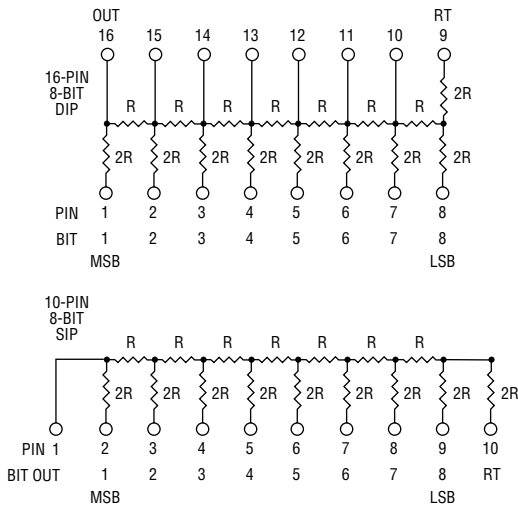 OUT RT
16 15 14 13 12 11 10 9
16-PIN
8-BIT
DIP
2R
R R R R R R R
2R 2R 2R 2R 2R 2R 2R 2R
PIN 1 2 3 4 5 6 7 8
BIT 1 2 3 4 5 6 7 8
MSB LSB
10-PIN
8-BIT
SIP
R R R R R R R
2R 2R 2R 2R 2R 2R 2R 2R 2R
PIN 1 2 3 4 5 6 7 8 9 10
BIT OUT 1 2 3 4 5 6 7 8 RT
MSB LSB